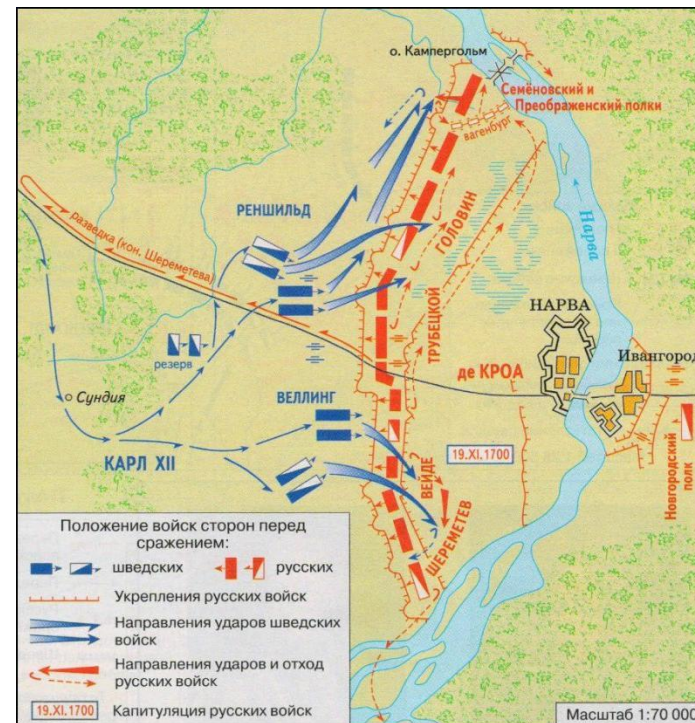 о. Кампергольм
Семёновский и
Преображенский полки
вагенбург
РЕНШИЛЬД
разведка (кон. Шереметева)
ГОЛОВИН
Нарва
ТРУБЕЦКОЙ
НАРВА
Ивангород
резерв
де КРОА
Сундия
ВЕЛЛИНГ
КАРЛ XII
19.XI.1700
ВЕЙДЕ
ШЕРЕМЕТЕВ
Новгородский
полк
Положение войск сторон перед
сражением:
шведских
русских
Укрепления русских войск
Направления ударов шведских
войск
Направления ударов и отход
русских войск
19.XI.1700
Капитуляция русских войск
Масштаб 1:70 000